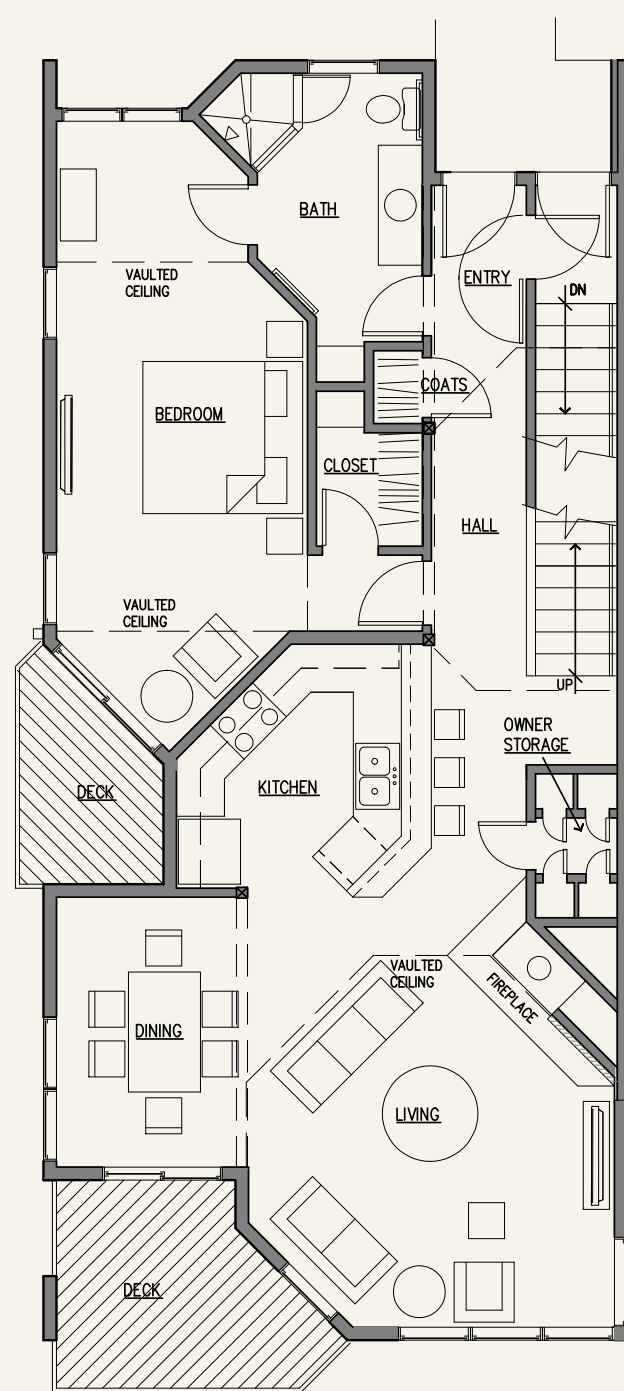 BATH
ENTRY
VAULTED
CEILING
DN
COATS
BEDROOM
CLOSET
HALL
VAULTED
CEILING
UP
OWNER
STORAGE
KITCHEN
DECK
VAULTED
CEILING
FIREPLACE
DINING
LIVING
DECK